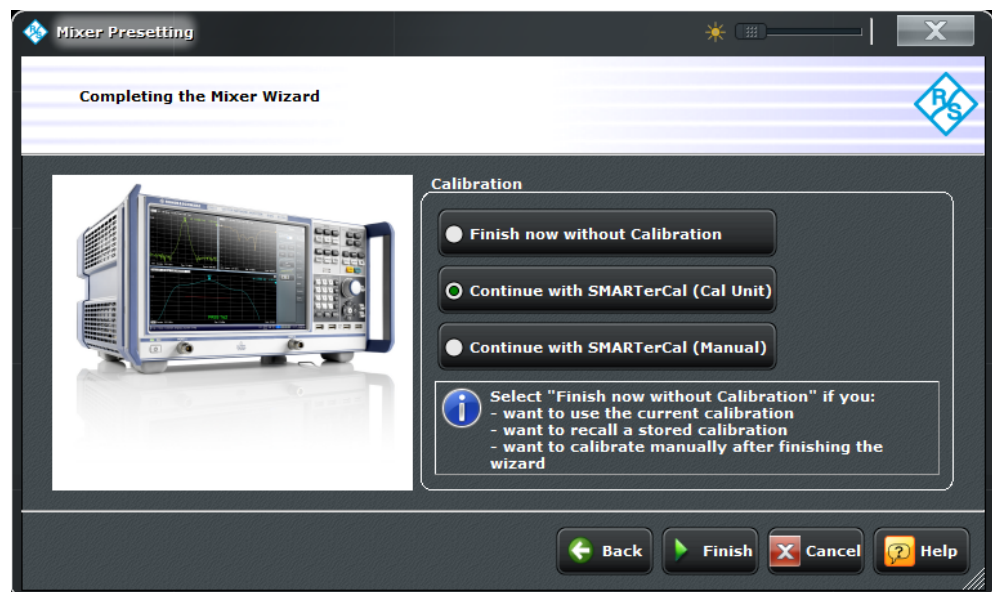 Mixer Presetting
X
Completing the Mixer Wizard
R/S
Calibration
Finish now without Calibration
Continue with SMARTerCal (Cal Unit)
Continue with SMARTerCal (Manual)
Select "Finish now without Calibration" if you:
- want to use the current calibration
- want to recall a stored calibration
- want to calibrate manually after finishing the
wizard
Back
Finish
Cancel
Help